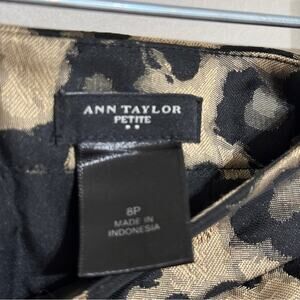 ANN TAYLOR
PETITE
8P
MADE IN
INDONESIA